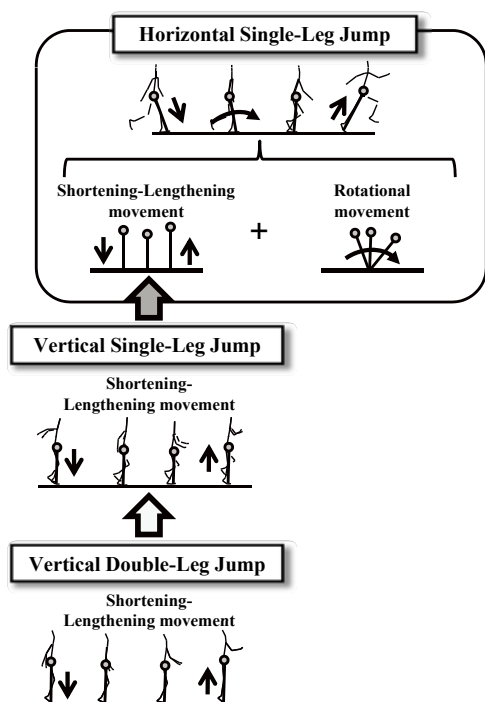 Horizontal Single-Leg Jump
Shortening-Lengthening
movement
+
Rotational
movement
Vertical Single-Leg Jump
Shortening-
Lengthening movement
Vertical Double-Leg Jump
Shortening-
Lengthening movement